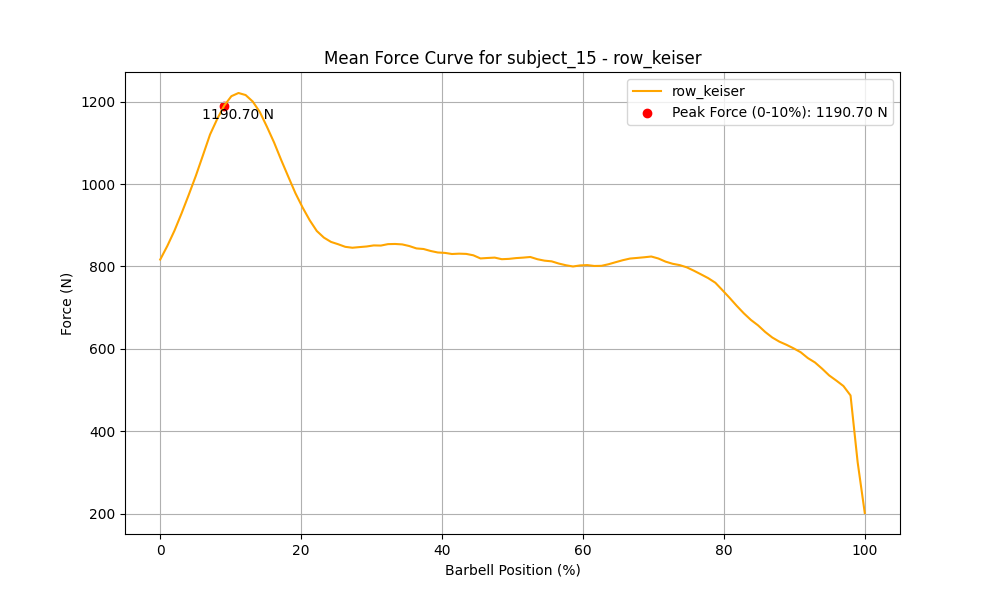 Mean Force Curve for subject_15 - row_keiser
row_keiser
Peak Force (0-10%): 1190.70 N
1190.70 N
Force (N)
1200
1000
800
600
400
200
0
20
40
60
80
100
Barbell Position (%)